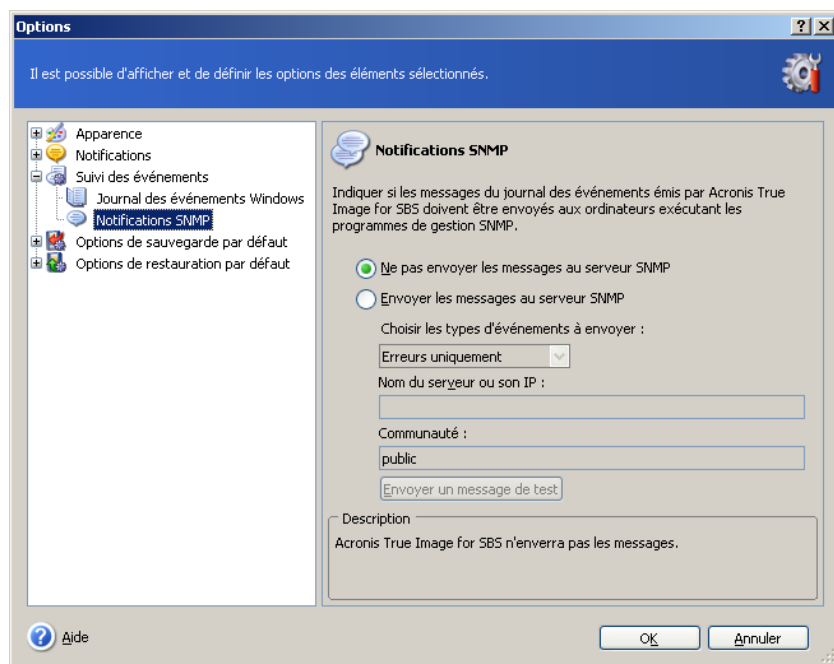 Options
Il est possible d'afficher et de définir les options des éléments sélectionnés.
Apparence
Notifications
Suivi des événements
Journal des événements Windows
Notifications SNMP
Options de sauvegarde par défaut
Options de restauration par défaut
Notifications SNMP
Indiquer si les messages du journal des événements émis par Acronis True
Image for SBS doivent être envoyés aux ordinateurs exécutant les
programmes de gestion SNMP.
Ne pas envoyer les messages au serveur SNMP
Envoyer les messages au serveur SNMP
Choisir les types d'événements à envoyer :
Erreurs uniquement
Nom du serveur ou son IP :
Communauté :
public
Envoyer un message de test
Description
Acronis True Image for SBS n'enverra pas les messages.
Aide
OK
Annuler